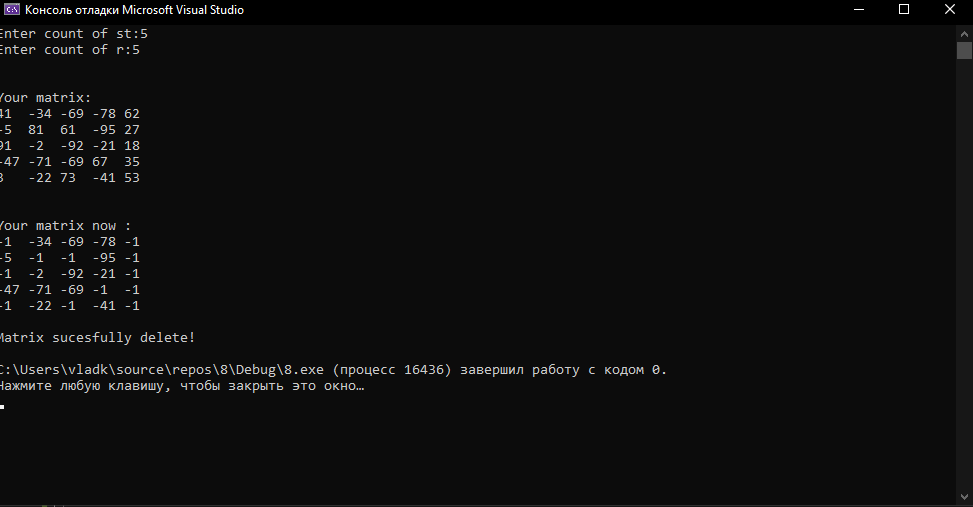 Консоль отладки Microsoft Visual Studio
Enter count of st:5
Enter count of r:5
Your matrix:
41 -34 -69 -78 62
-5 81 61 -95 27
91 -2 -92 -21 18
-47 -71 -69 67 35
3 -22 73 -41 53
Your matrix now :
-1 -34 -69 -78 -1
-5 -1 -1 -95 -1
-1 -2 -92 -21 -1
-47 -71 -69 -1 -1
-1 -22 -1 -41 -1
Matrix sucesfully delete!
C:\Users\vladk\source\repos\8\Debug\8.exe (процесс 16436) завершил работу с кодом 0.
Нажмите любую клавишу, чтобы закрыть это окно…